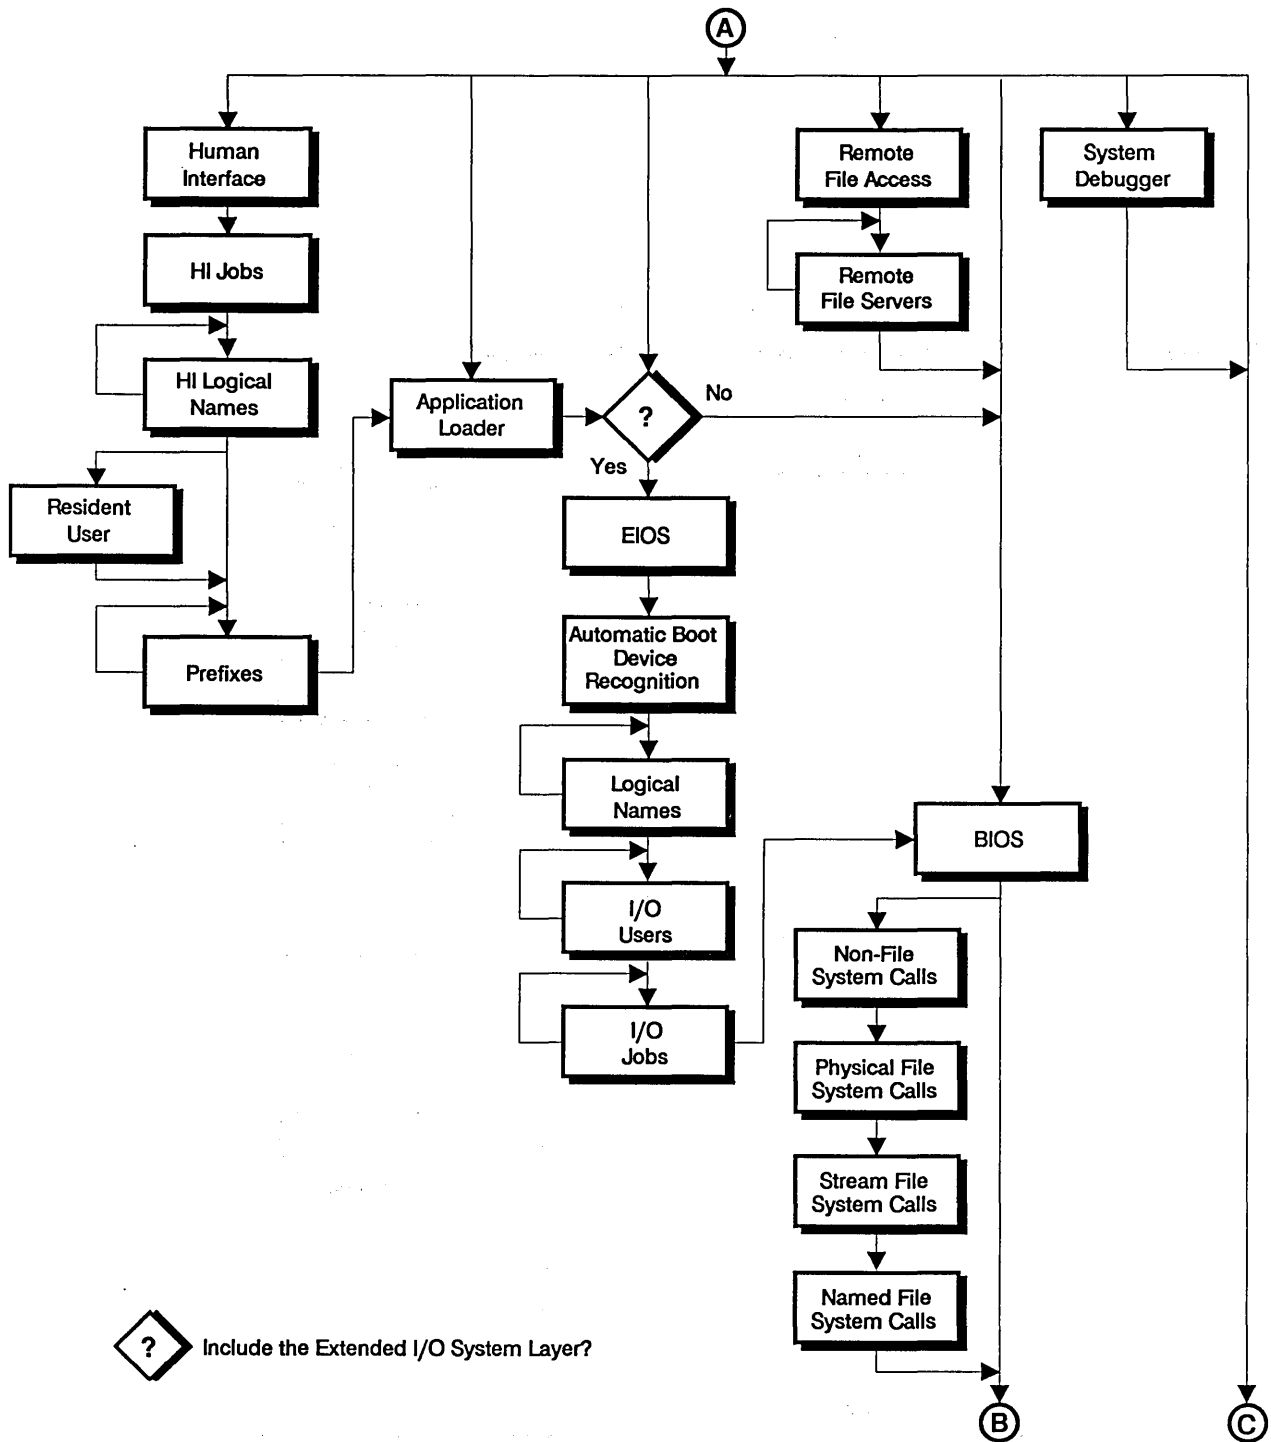 A
Human
Interface
Remote
File Access
System
Debugger
HI Jobs
Remote
File Servers
HI Logical
Names
Application
Loader
?
No
Yes
Resident
User
EIOS
Automatic Boot
Device
Recognition
Prefixes
Logical
Names
BIOS
I/O
Users
Non-File
System Calls
I/O
Jobs
Physical File
System Calls
Stream File
System Calls
Named File
System Calls
? Include the Extended I/O System Layer?
B
C